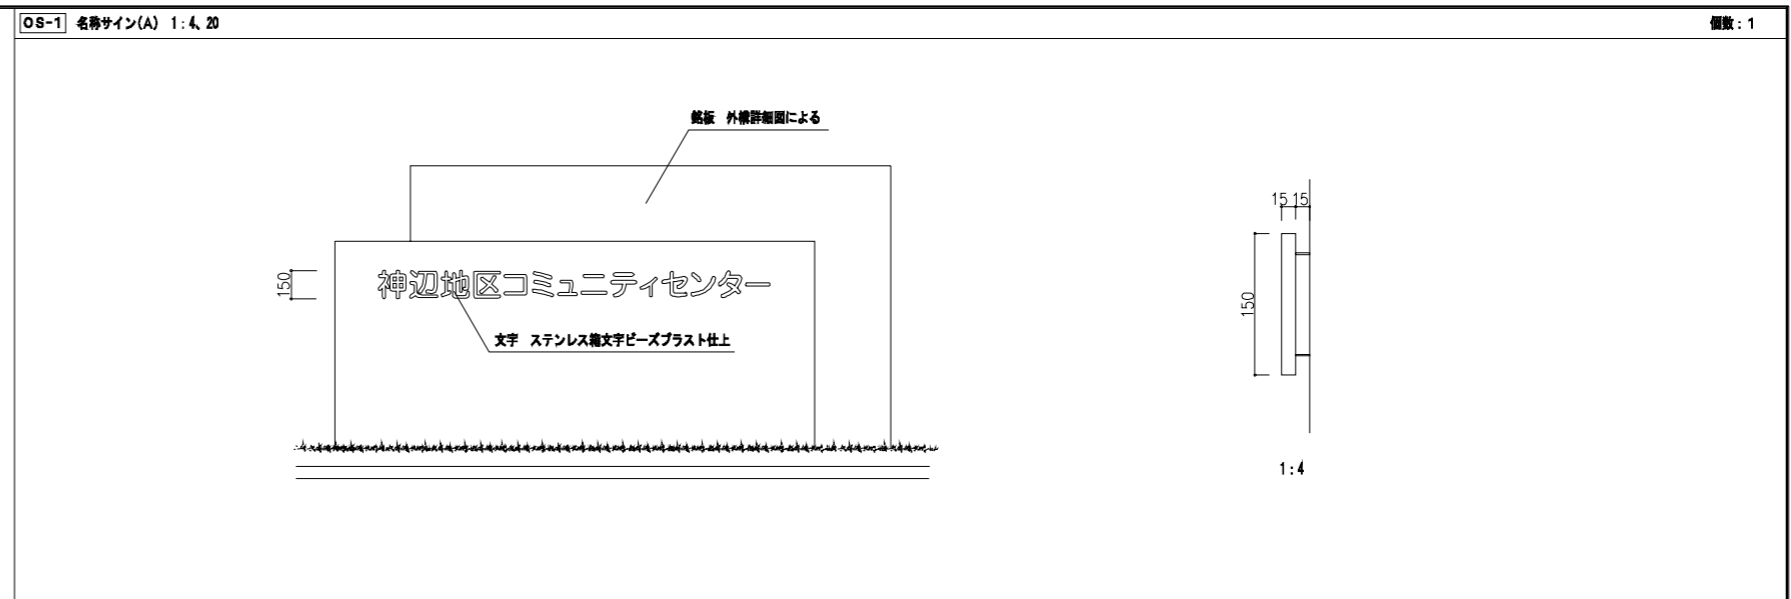 OS-1 名称サイン(A) 1:4、20
個数:1
銘板 外構詳細図による
150
神辺地区コミュニティセンター
文字 ステンレス箱文字ビーズブラスト仕上
15 15
150
1:4